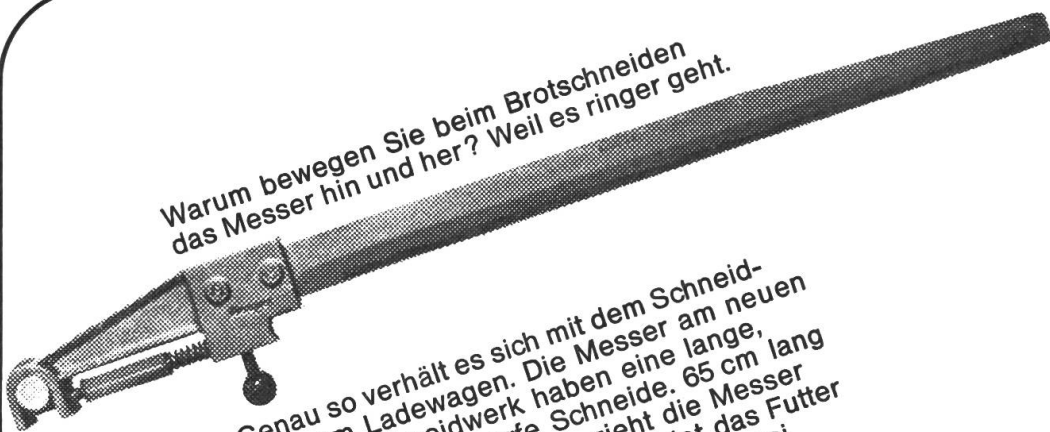 Warum bewegen Sie beim Brotschneiden
das Messer hin und her? Weil es ringer geht.
Genau so verhält es sich mit dem Schneid-
Ladewagen. Die Messer am neuen
haben eine lange,
Schneide. 65 cm lang
die Messer
das Futter